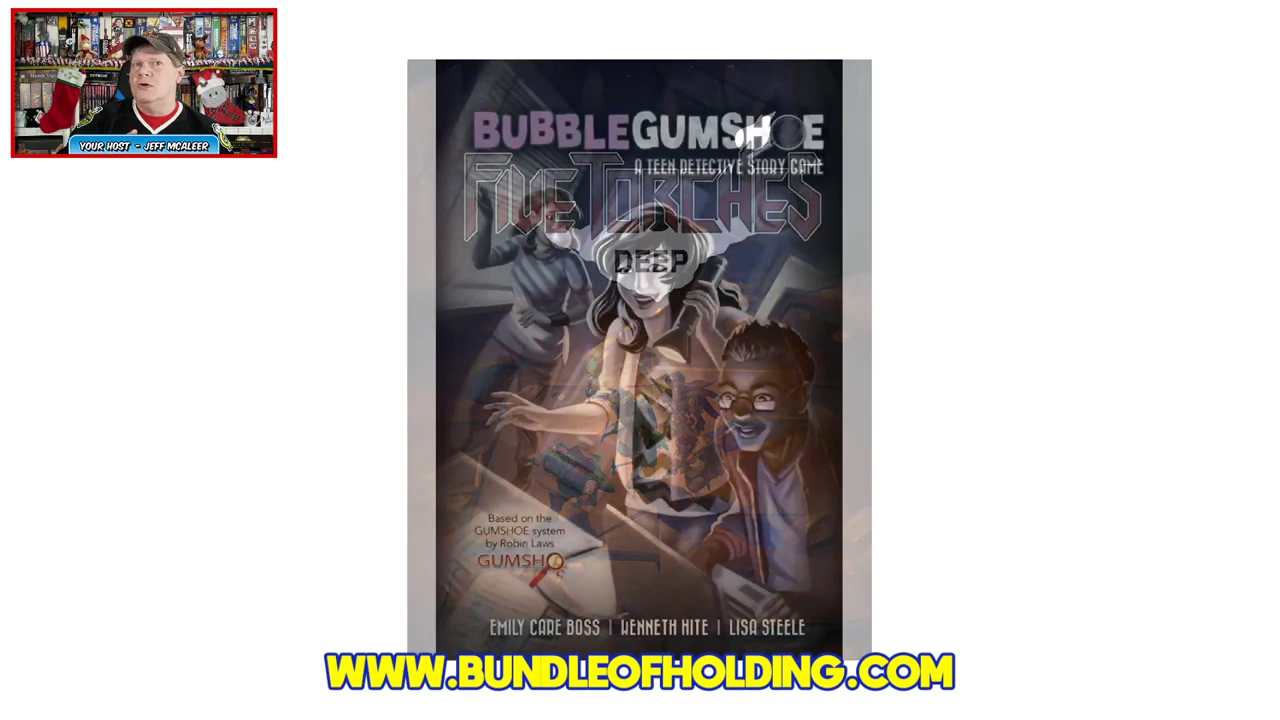 YOUR HOST - JEFF MCALEER
BUBBLEGUMSHOE
A TEEN DETECTIVE STORY GAME
FIVE TORCHES
DEEP
Based on the
GUMSHOE system
by Robin Laws
GUMSHOE
EMILY CARE BOSS | KENNETH HITE | LISA STEELE
WWW.BUNDLEOFHOLDING.COM